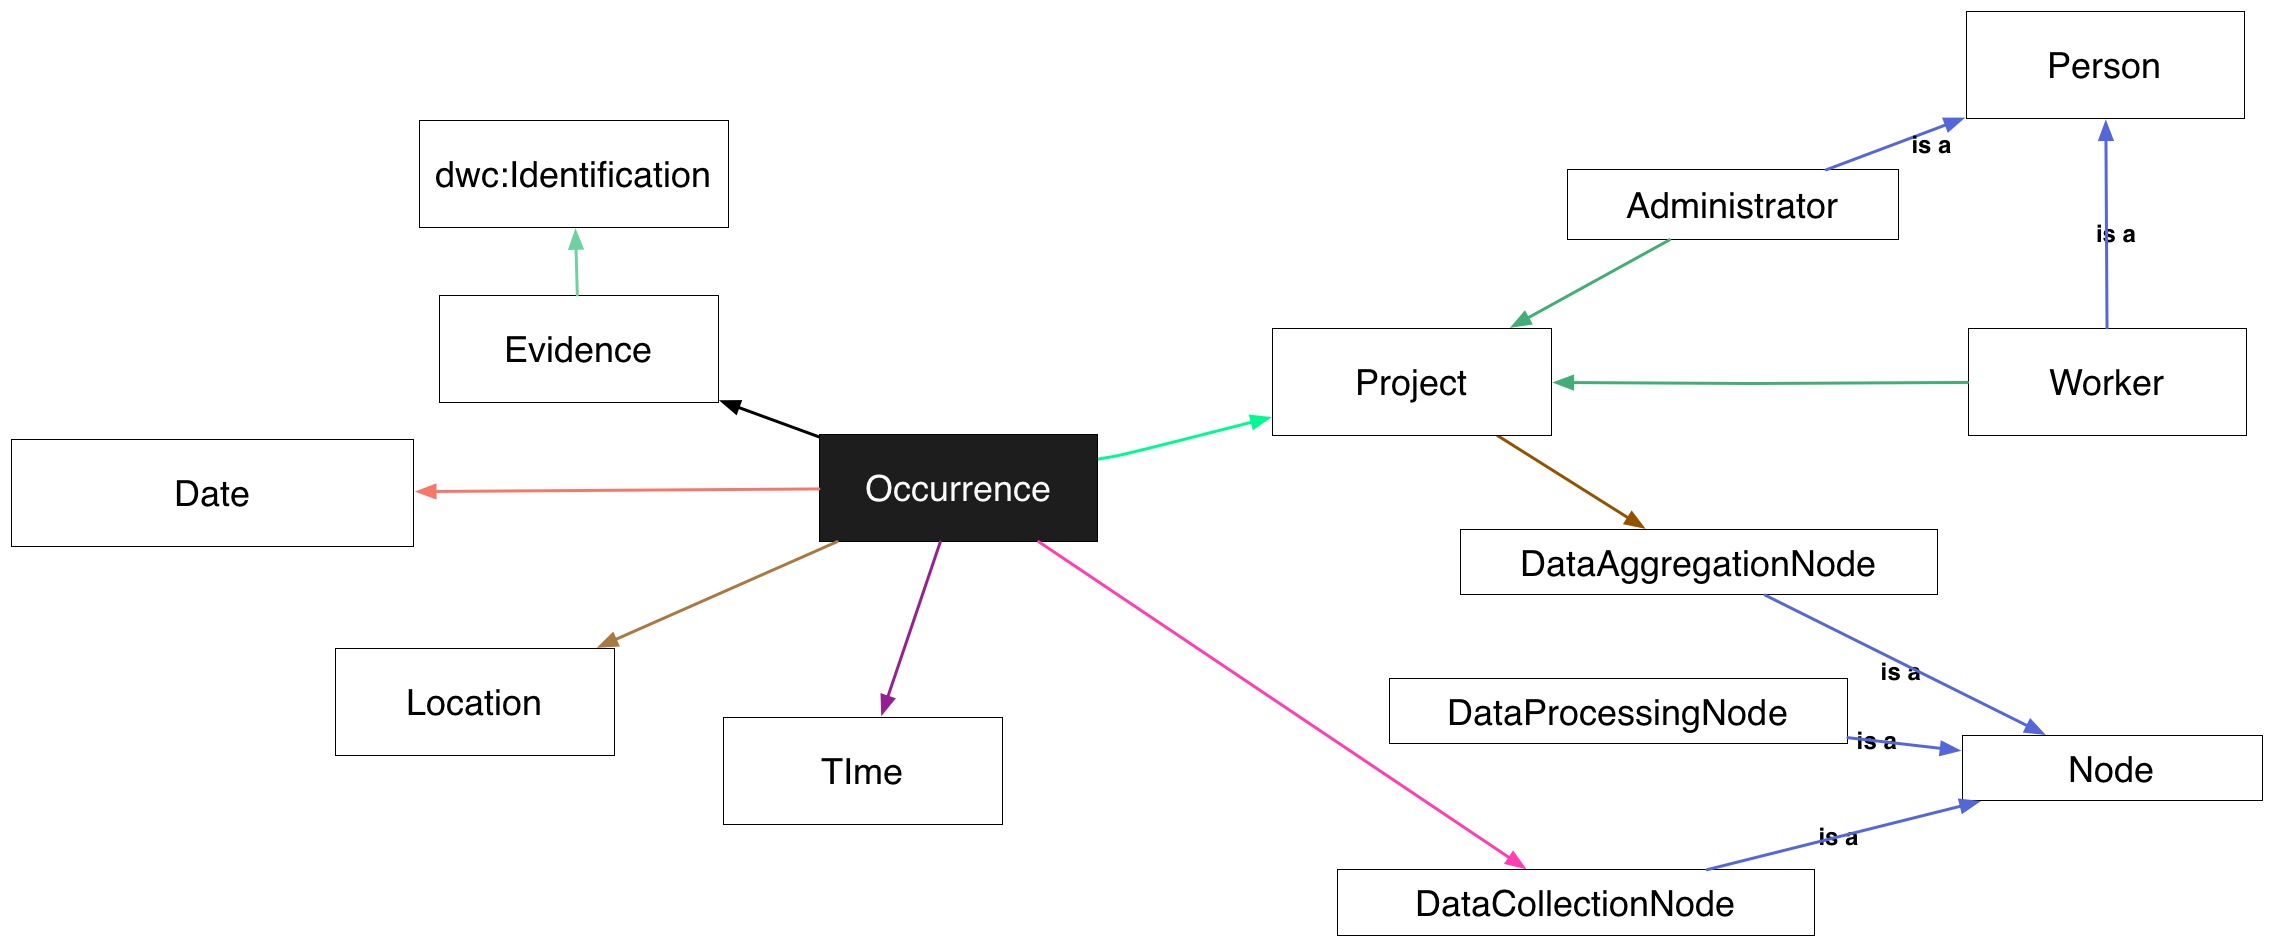 Person
is a
dwc:Identification
Administrator
is a
Evidence
Project
Worker
Date
Occurrence
DataAggregationNode
is a
Location
DataProcessingNode
is a
TIme
Node
is a
DataCollectionNode